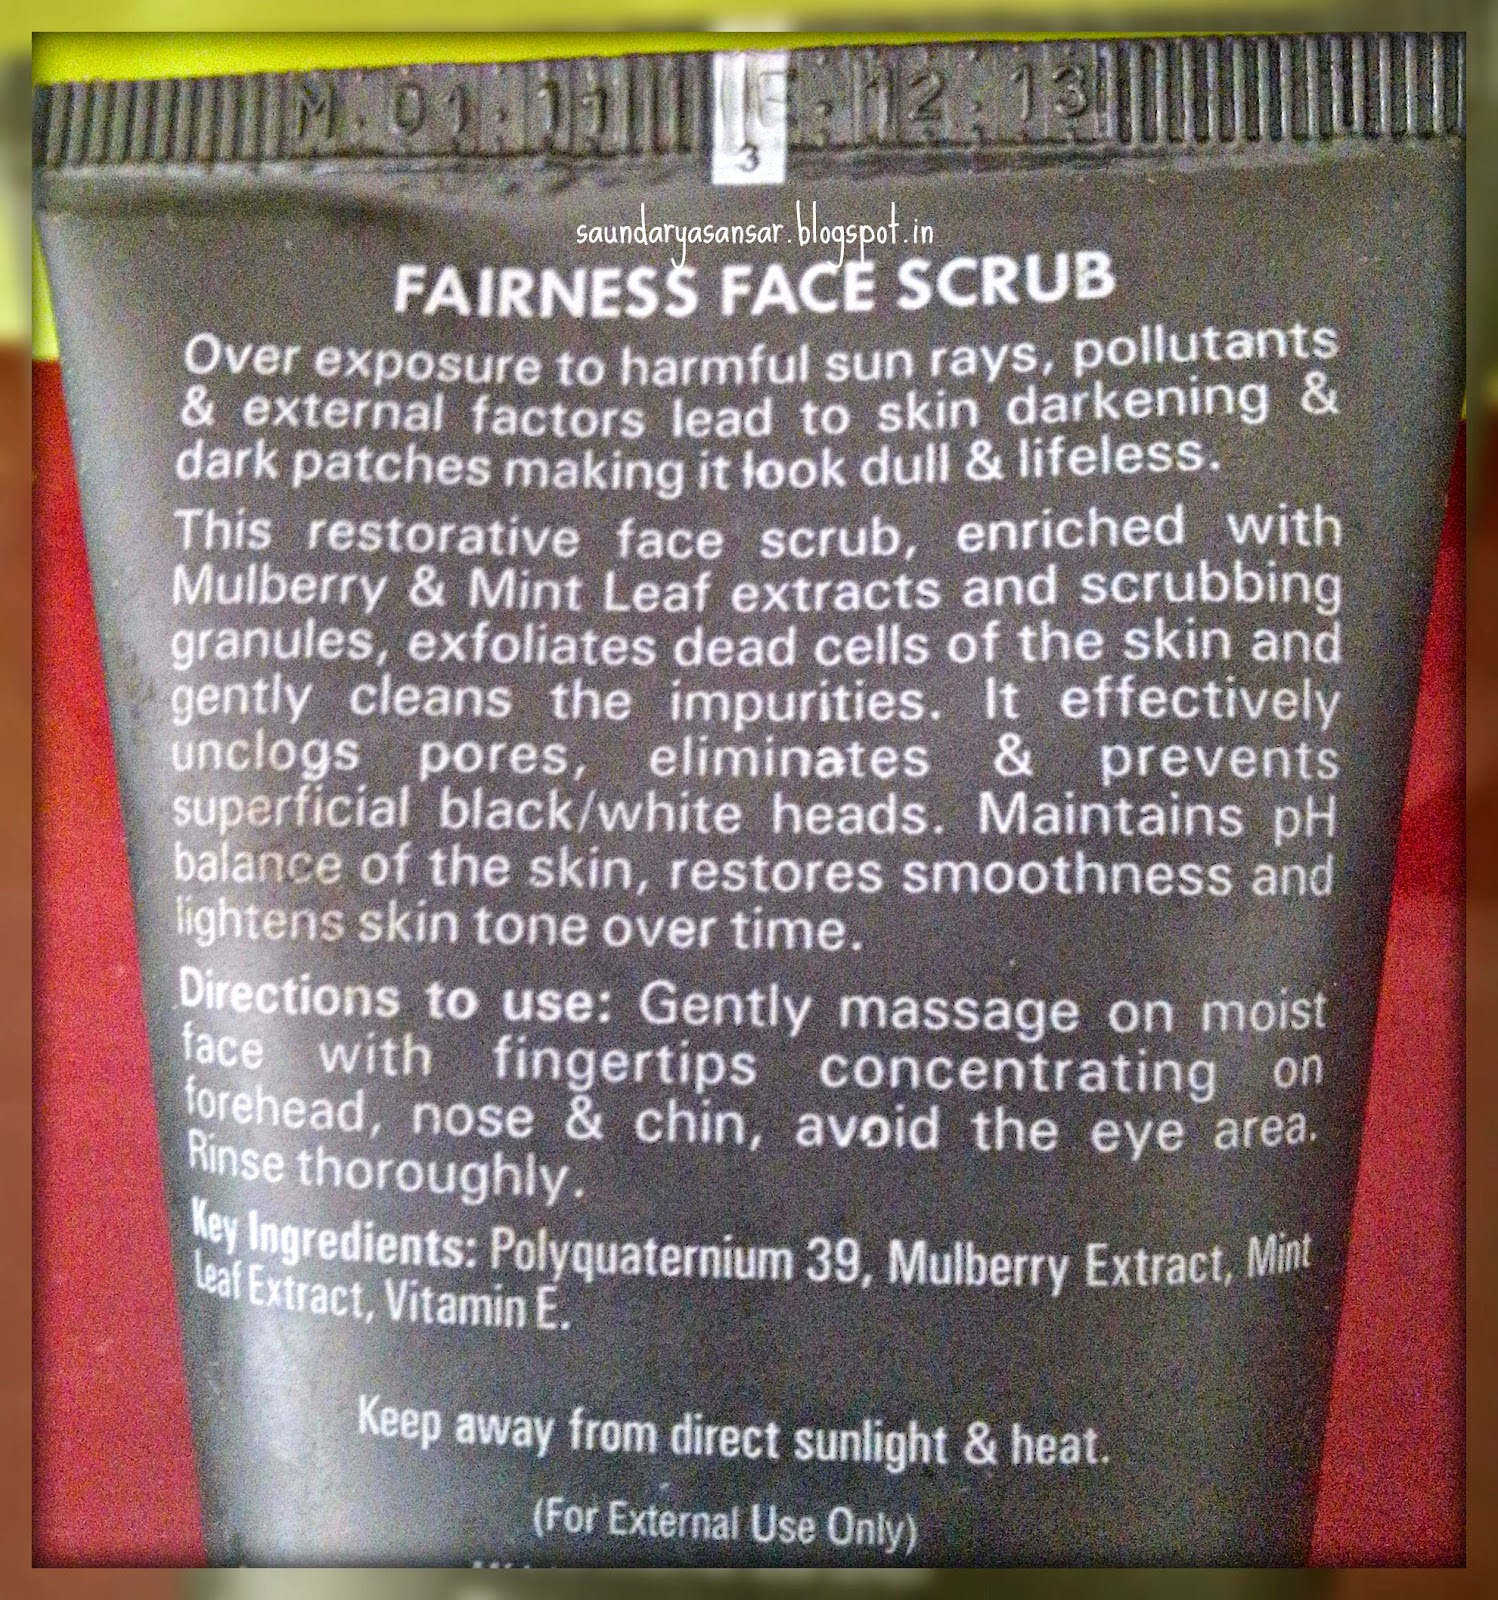 M.01.11 E.12.13
3
saundaryasansar.blogspot.in
FAIRNESS FACE SCRUB
Over exposure to harmful sun rays, pollutants
& external factors lead to skin darkening &
dark patches making it look dull & lifeless.
This restorative face scrub, enriched with
Mulberry & Mint Leaf extracts and scrubbing
granules, exfoliates dead cells of the skin and
gently cleans the impurities. It effectively
unclogs pores, eliminates & prevents
superficial black/white heads. Maintains pH
balance of the skin, restores smoothness and
lightens skin tone over time.
Directions to use: Gently massage on moist
face with fingertips concentrating on
forehead, nose & chin, avoid the eye area.
Rinse thoroughly.
Key Ingredients: Polyquaternium 39, Mulberry Extract, Mint
Leaf Extract, Vitamin E.
Keep away from direct sunlight & heat.
(For External Use Only)